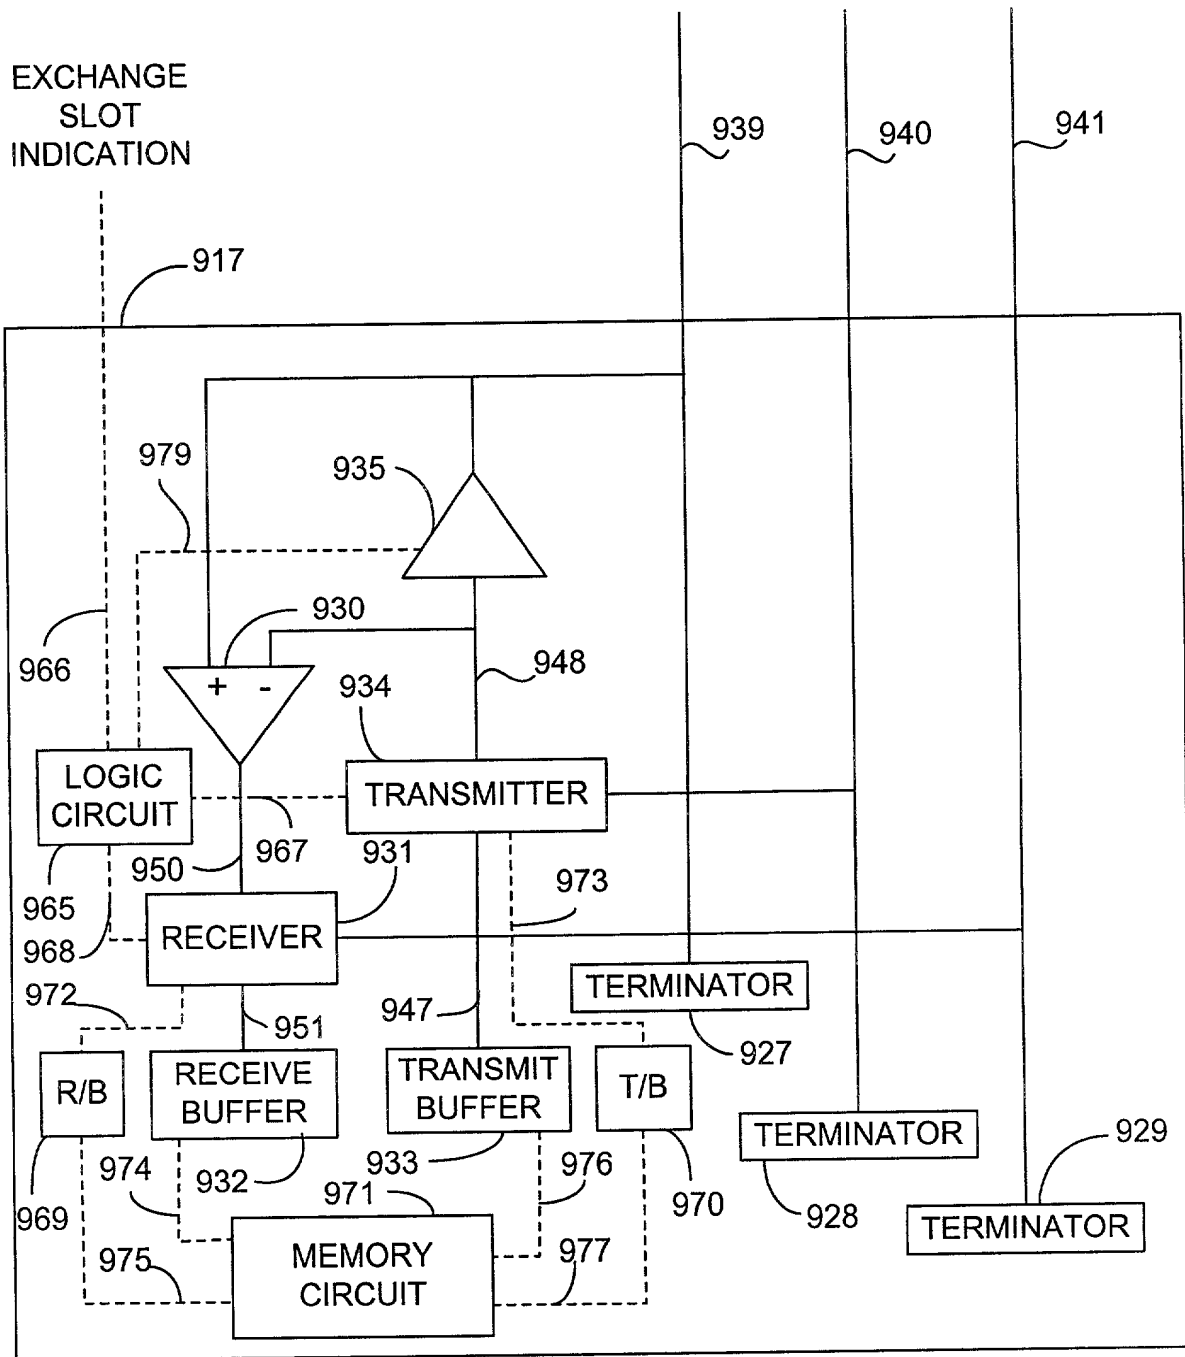 EXCHANGE
SLOT
INDICATION
939
940
941
917
979
935
930
966
948
934
+ -
LOGIC
CIRCUIT
TRANSMITTER
967
931
950
965
973
968
RECEIVER
972
TERMINATOR
951
947
927
R/B
RECEIVE
BUFFER
TRANSMIT
BUFFER
T/B
929
TERMINATOR
974
932
933
976
969
971
970
928
TERMINATOR
975
MEMORY
CIRCUIT
977